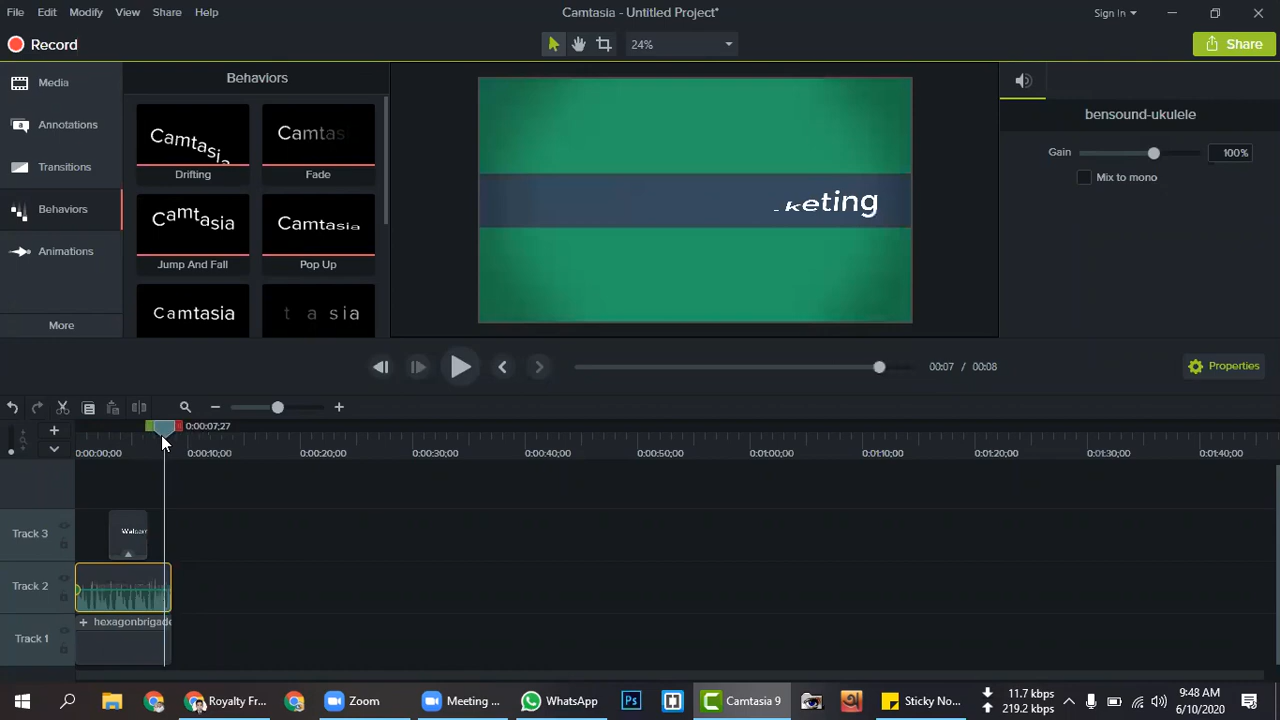 File Edit Modify View Share Help
Camtasia - Untitled Project*
Sign In
Record
24%
Share
Media
Annotations
Transitions
Behaviors
Animations
More
Behaviors
Camtasia
Drifting
Camtas
Fade
Camtasia
Jump And Fall
Camtasia
Pop Up
Camtasia
t a sia
keting
bensound-ukulele
Gain 100%
Mix to mono
00:07 / 00:08
Properties
0:00:07;27
0:00:00;00 0:00:10;00 0:00:20;00 0:00:30;00 0:00:40;00 0:00:50;00 0:01:00;00 0:01:10;00 0:01:20;00 0:01:30;00 0:01:40;00
Track 3
Track 2
hexagonbrigade
Track 1
Royalty Fr...
Zoom
Meeting ...
WhatsApp
Ps
Camtasia 9
Sticky No...
11.7 kbps
219.2 kbps
9:48 AM
6/10/2020